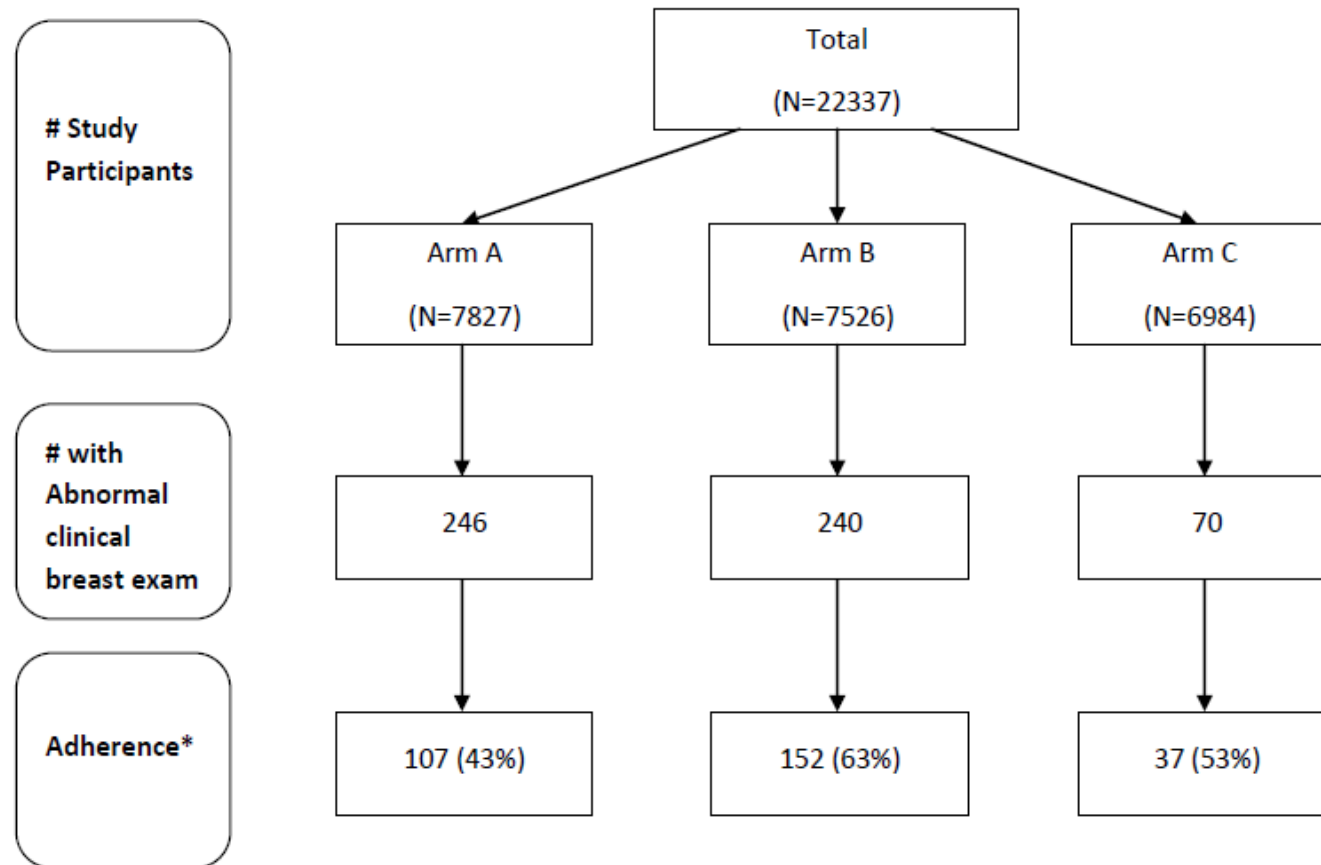 # Study
Participants
Total
(N=22337)
Arm A
(N=7827)
Arm B
(N=7526)
Arm C
(N=6984)
# with
Abnormal
clinical
breast exam
246
240
70
Adherence*
107 (43%)
152 (63%)
37 (53%)